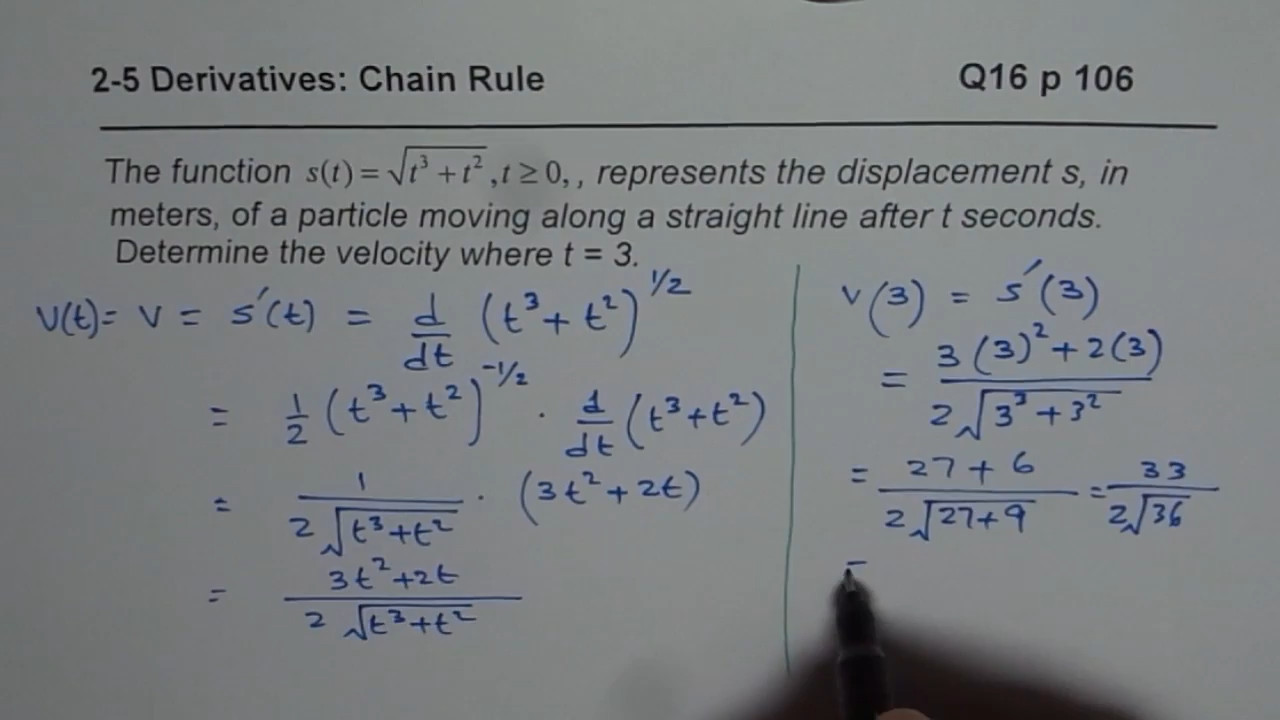 2-5 Derivatives: Chain Rule Q16 p 106
The function s(t) = √(t³ + t²), t ≥ 0, , represents the displacement s, in
meters, of a particle moving along a straight line after t seconds.
Determine the velocity where t = 3.
V(t) = v = s'(t) = d/dt (t³ + t²)^1/2
= 1/2 (t³ + t²)^-1/2 · d/dt (t³ + t²)
= 1/(2√(t³ + t²)) · (3t² + 2t)
= (3t² + 2t)/(2√(t³ + t²))
v(3) = s'(3)
= (3(3)² + 2(3))/(2√(3³ + 3²))
= (27 + 6)/(2√(27 + 9)) = 33/(2√36)
=